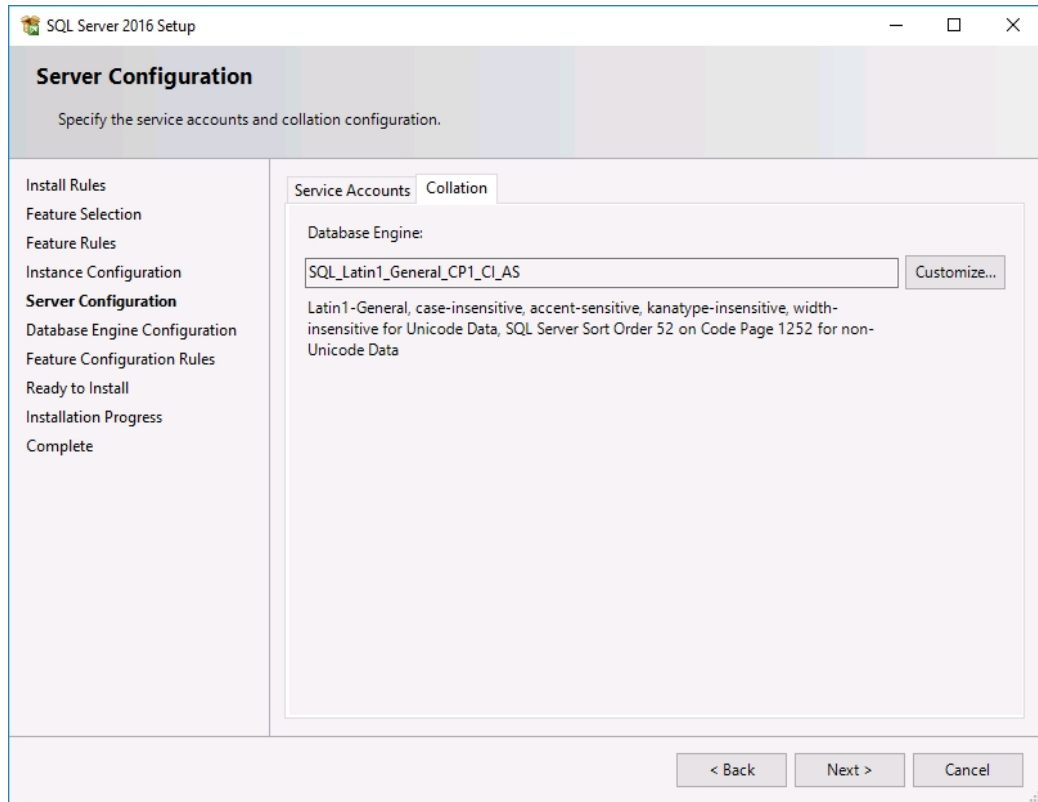 SQL Server 2016 Setup
Server Configuration
Specify the service accounts and collation configuration.
Install Rules
Feature Selection
Feature Rules
Instance Configuration
Server Configuration
Database Engine Configuration
Feature Configuration Rules
Ready to Install
Installation Progress
Complete
Service Accounts
Collation
Database Engine:
SQL_Latin1_General_CP1_CI_AS
Customize...
Latin1-General, case-insensitive, accent-sensitive, kanatype-insensitive, width-
insensitive for Unicode Data, SQL Server Sort Order 52 on Code Page 1252 for non-
Unicode Data
< Back
Next >
Cancel